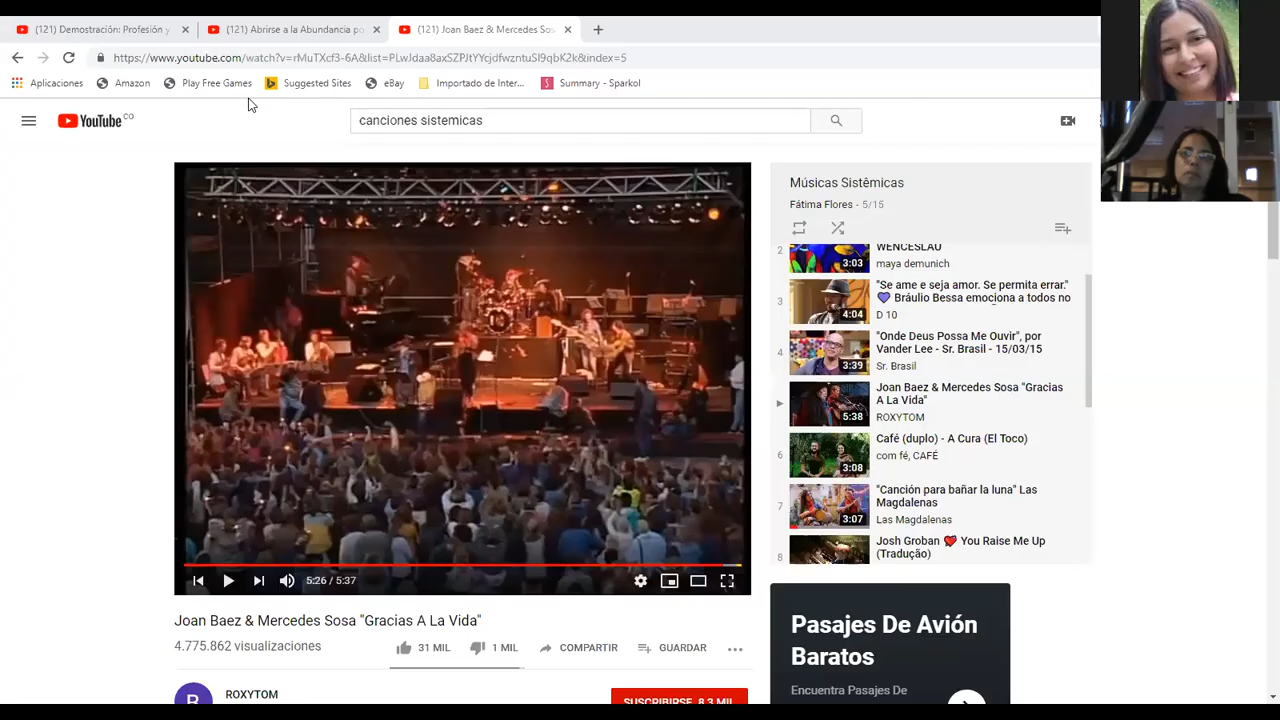 (121) Demostración: Profesión y
(121) Abrirse a la Abundancia po
(121) Joan Baez & Mercedes Sos
https://www.youtube.com/watch?v=rMuTXcf3-6A&list=PLwJdaa8axSZPJtYYcjdfwzntuSl9qbK2k&index=5
Aplicaciones
Amazon
Play Free Games
Suggested Sites
eBay
Importado de Inter...
Summary - Sparkol
YouTube CO
canciones sistemicas
Músicas Sistêmicas
Fátima Flores - 5/15
2
WENCESLAU
maya demunich
3:03
3
"Se ame e seja amor. Se permita errar."
💜 Bráulio Bessa emociona a todos no
D 10
4:04
4
"Onde Deus Possa Me Ouvir", por
Vander Lee - Sr. Brasil - 15/03/15
Sr. Brasil
3:39
Joan Baez & Mercedes Sosa "Gracias
A La Vida"
ROXYTOM
5:38
6
Café (duplo) - A Cura (El Toco)
com fé, CAFÉ
3:08
7
"Canción para bañar la luna" Las
Magdalenas
Las Magdalenas
3:07
8
Josh Groban 💓 You Raise Me Up
(Tradução)
5:26 / 5:37
Joan Baez & Mercedes Sosa "Gracias A La Vida"
4.775.862 visualizaciones
31 MIL
1 MIL
COMPARTIR
GUARDAR
R
ROXYTOM
SUSCRIBIRSE 8,3 MIL
Pasajes De Avión
Baratos
Encuentra Pasajes De